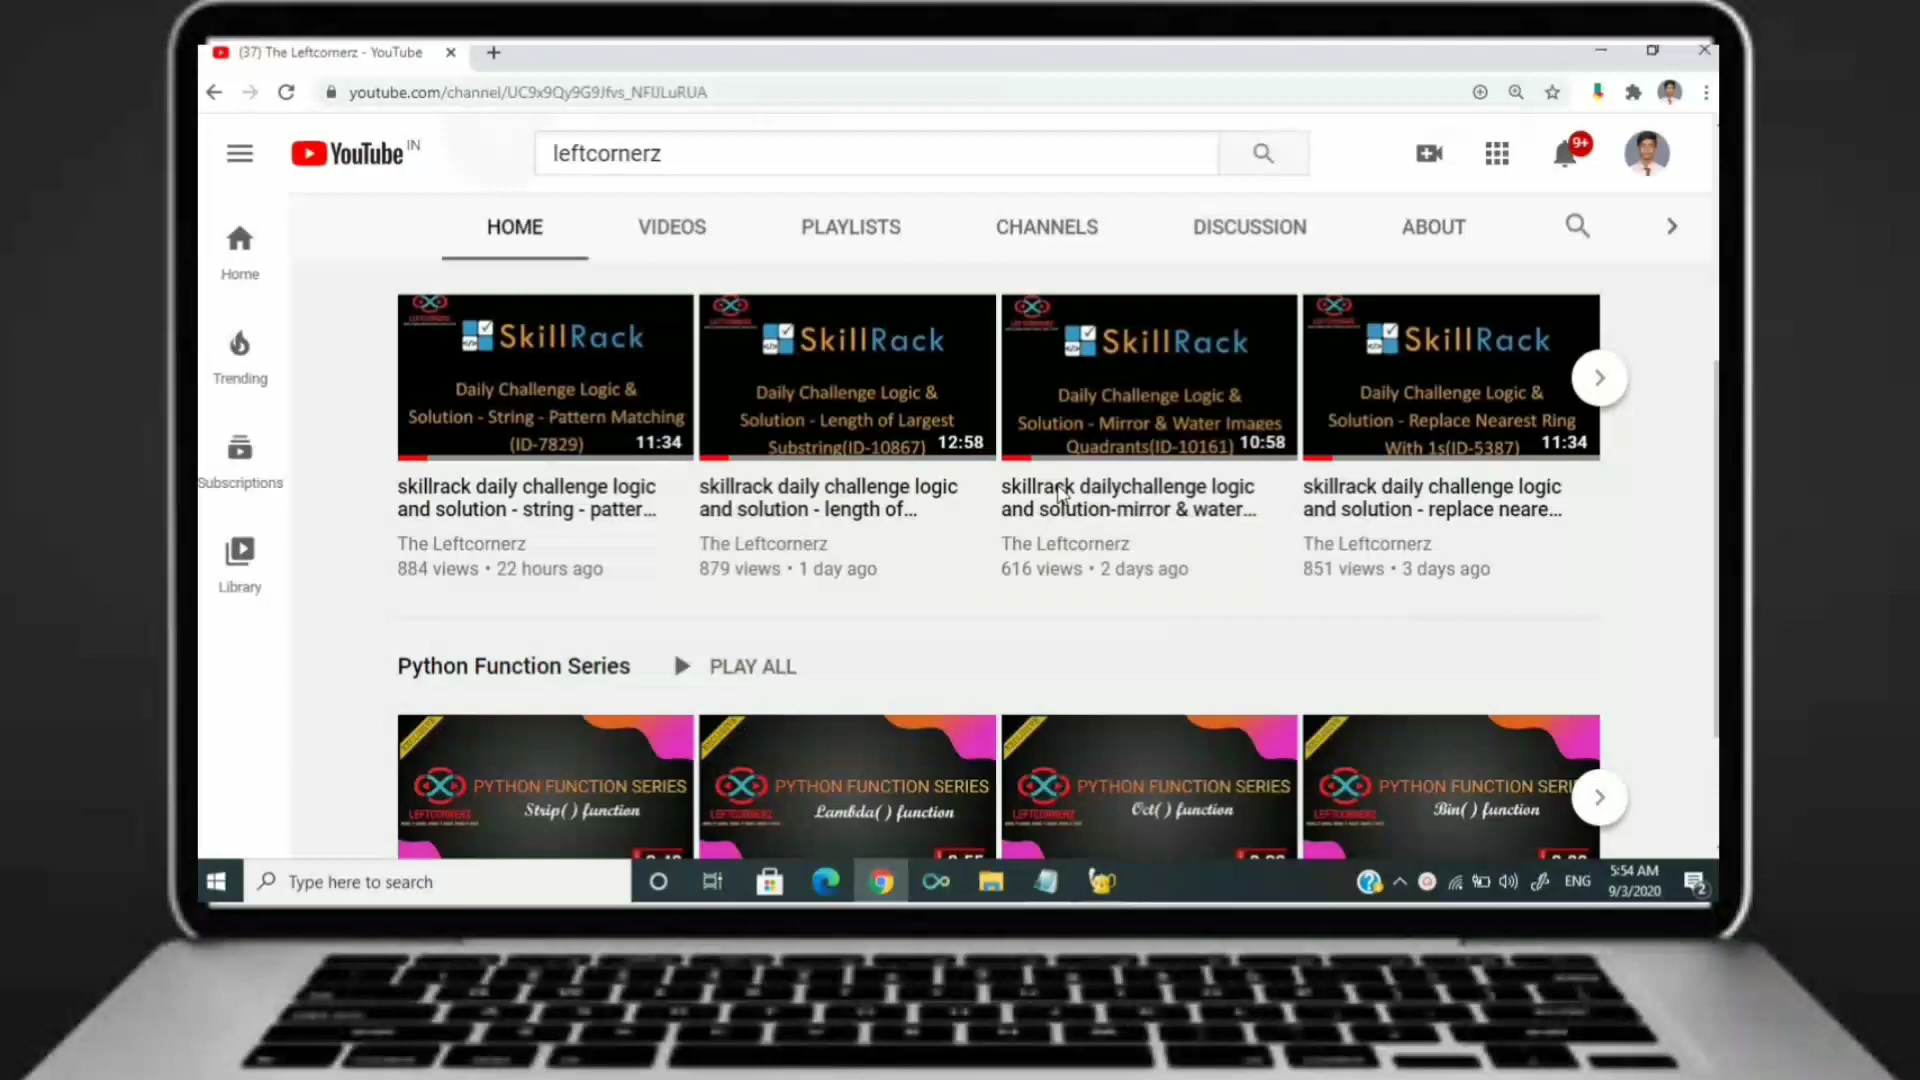 (37) The Leftcornerz - YouTube
youtube.com/channel/UC9x9Qy9G9Jfvs_NFIJLuRUA
YouTube IN
leftcornerz
9+
HOME
VIDEOS
PLAYLISTS
CHANNELS
DISCUSSION
ABOUT
Home
Trending
Subscriptions
Library
SkillRack
Daily Challenge Logic &
Solution - String - Pattern Matching
(ID-7829)
11:34
SkillRack
Daily Challenge Logic &
Solution - Length of Largest
Substring(ID-10867)
12:58
SkillRack
Daily Challenge Logic &
Solution - Mirror & Water Images
Quadrants(ID-10161)
10:58
SkillRack
Daily Challenge Logic &
Solution - Replace Nearest Ring
With 1s(ID-5387)
11:34
skillrack daily challenge logic
and solution - string - patter...
The Leftcornerz
884 views • 22 hours ago
skillrack daily challenge logic
and solution - length of...
The Leftcornerz
879 views • 1 day ago
skillrack dailychallenge logic
and solution-mirror & water...
The Leftcornerz
616 views • 2 days ago
skillrack daily challenge logic
and solution - replace neare...
The Leftcornerz
851 views • 3 days ago
Python Function Series
PLAY ALL
PYTHON FUNCTION SERIES
Strip( ) function
LEFTCORNERZ
PYTHON FUNCTION SERIES
Lambda( ) function
LEFTCORNERZ
PYTHON FUNCTION SERIES
Oct( ) function
LEFTCORNERZ
PYTHON FUNCTION SERI
Bin( ) function
LEFTCORNERZ
Type here to search
ENG
5:54 AM
9/3/2020
2